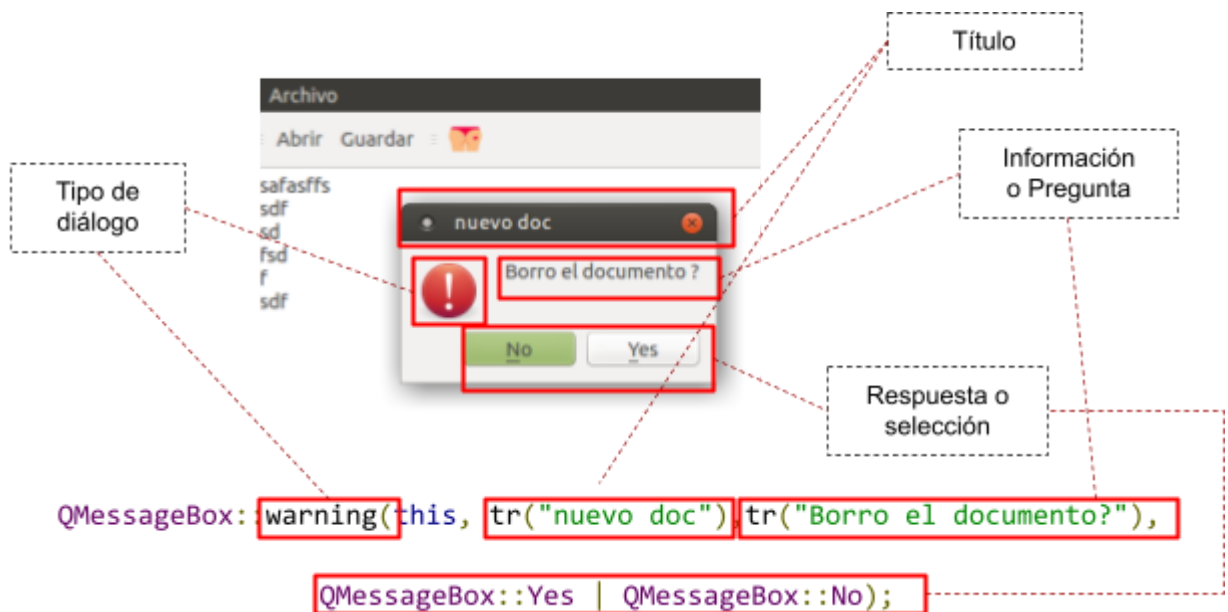 Título
Archivo
Abrir Guardar
Información
o Pregunta
Tipo de
diálogo
safasffs
sdf
sd
fsd
f
sdf
nuevo doc
Borro el documento ?
No Yes
Respuesta o
selección
QMessageBox::warning(this, tr("nuevo doc"),tr("Borro el documento?"),
QMessageBox::Yes | QMessageBox::No);